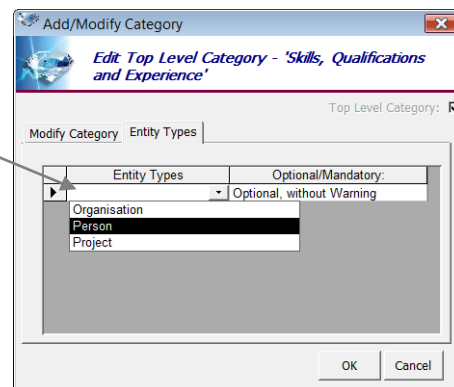 Add/Modify Category
Edit Top Level Category - 'Skills, Qualifications
and Experience'
Top Level Category:
Modify Category Entity Types
Entity Types Optional/Mandatory:
Optional, without Warning
Organisation
Person
Project
OK Cancel